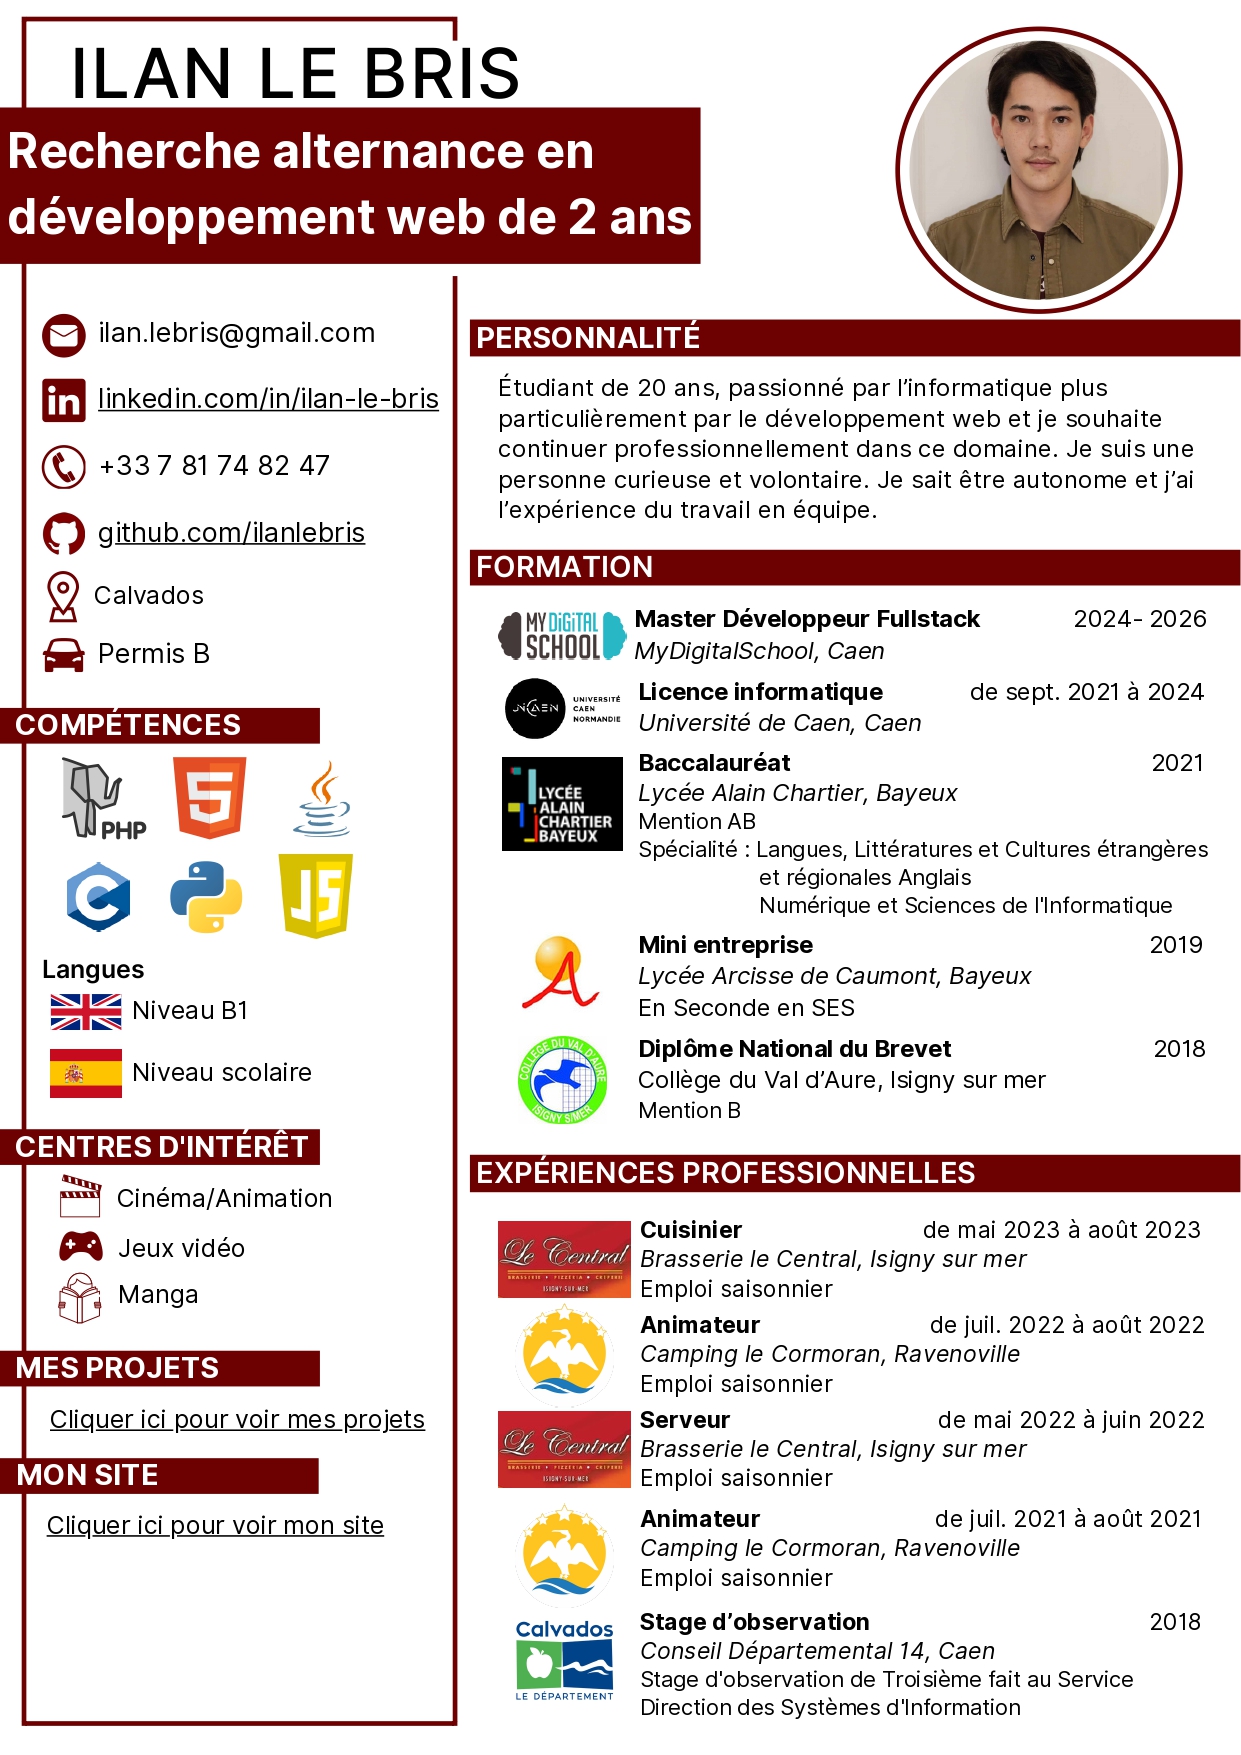 ILAN LE BRIS
Recherche alternance en
développement web de 2 ans
ilan.lebris@gmail.com
linkedin.com/in/ilan-le-bris
+33 7 81 74 82 47
github.com/ilanlebris
Calvados
Permis B
COMPÉTENCES
PHP
5
C
JS
Langues
Niveau B1
Niveau scolaire
CENTRES D'INTÉRÊT
Cinéma/Animation
Jeux vidéo
Manga
MES PROJETS
Cliquer ici pour voir mes projets
MON SITE
Cliquer ici pour voir mon site
PERSONNALITÉ
Étudiant de 20 ans, passionné par l’informatique plus
particulièrement par le développement web et je souhaite
continuer professionnellement dans ce domaine. Je suis une
personne curieuse et volontaire. Je sait être autonome et j’ai
l’expérience du travail en équipe.
FORMATION
MY DiGiTAL
SCHOOL
Master Développeur Fullstack 2024- 2026
MyDigitalSchool, Caen
UNIVERSITÉ
CAEN
NORMANDIE
Licence informatique de sept. 2021 à 2024
Université de Caen, Caen
LYCÉE
ALAIN
CHARTIER
BAYEUX
Baccalauréat 2021
Lycée Alain Chartier, Bayeux
Mention AB
Spécialité : Langues, Littératures et Cultures étrangères
et régionales Anglais
Numérique et Sciences de l'Informatique
A
Mini entreprise 2019
Lycée Arcisse de Caumont, Bayeux
En Seconde en SES
COLLEGE DU VAL D'AURE
ISIGNY S/MER
Diplôme National du Brevet 2018
Collège du Val d’Aure, Isigny sur mer
Mention B
EXPÉRIENCES PROFESSIONNELLES
Le Central
BRASSERIE • PIZZERIA • CRÊPERIE
ISIGNY-SUR-MER
Cuisinier de mai 2023 à août 2023
Brasserie le Central, Isigny sur mer
Emploi saisonnier
Animateur de juil. 2022 à août 2022
Camping le Cormoran, Ravenoville
Emploi saisonnier
Le Central
BRASSERIE • PIZZERIA • CRÊPERIE
ISIGNY-SUR-MER
Serveur de mai 2022 à juin 2022
Brasserie le Central, Isigny sur mer
Emploi saisonnier
Animateur de juil. 2021 à août 2021
Camping le Cormoran, Ravenoville
Emploi saisonnier
Calvados
LE DÉPARTEMENT
Stage d’observation 2018
Conseil Départemental 14, Caen
Stage d'observation de Troisième fait au Service
Direction des Systèmes d'Information